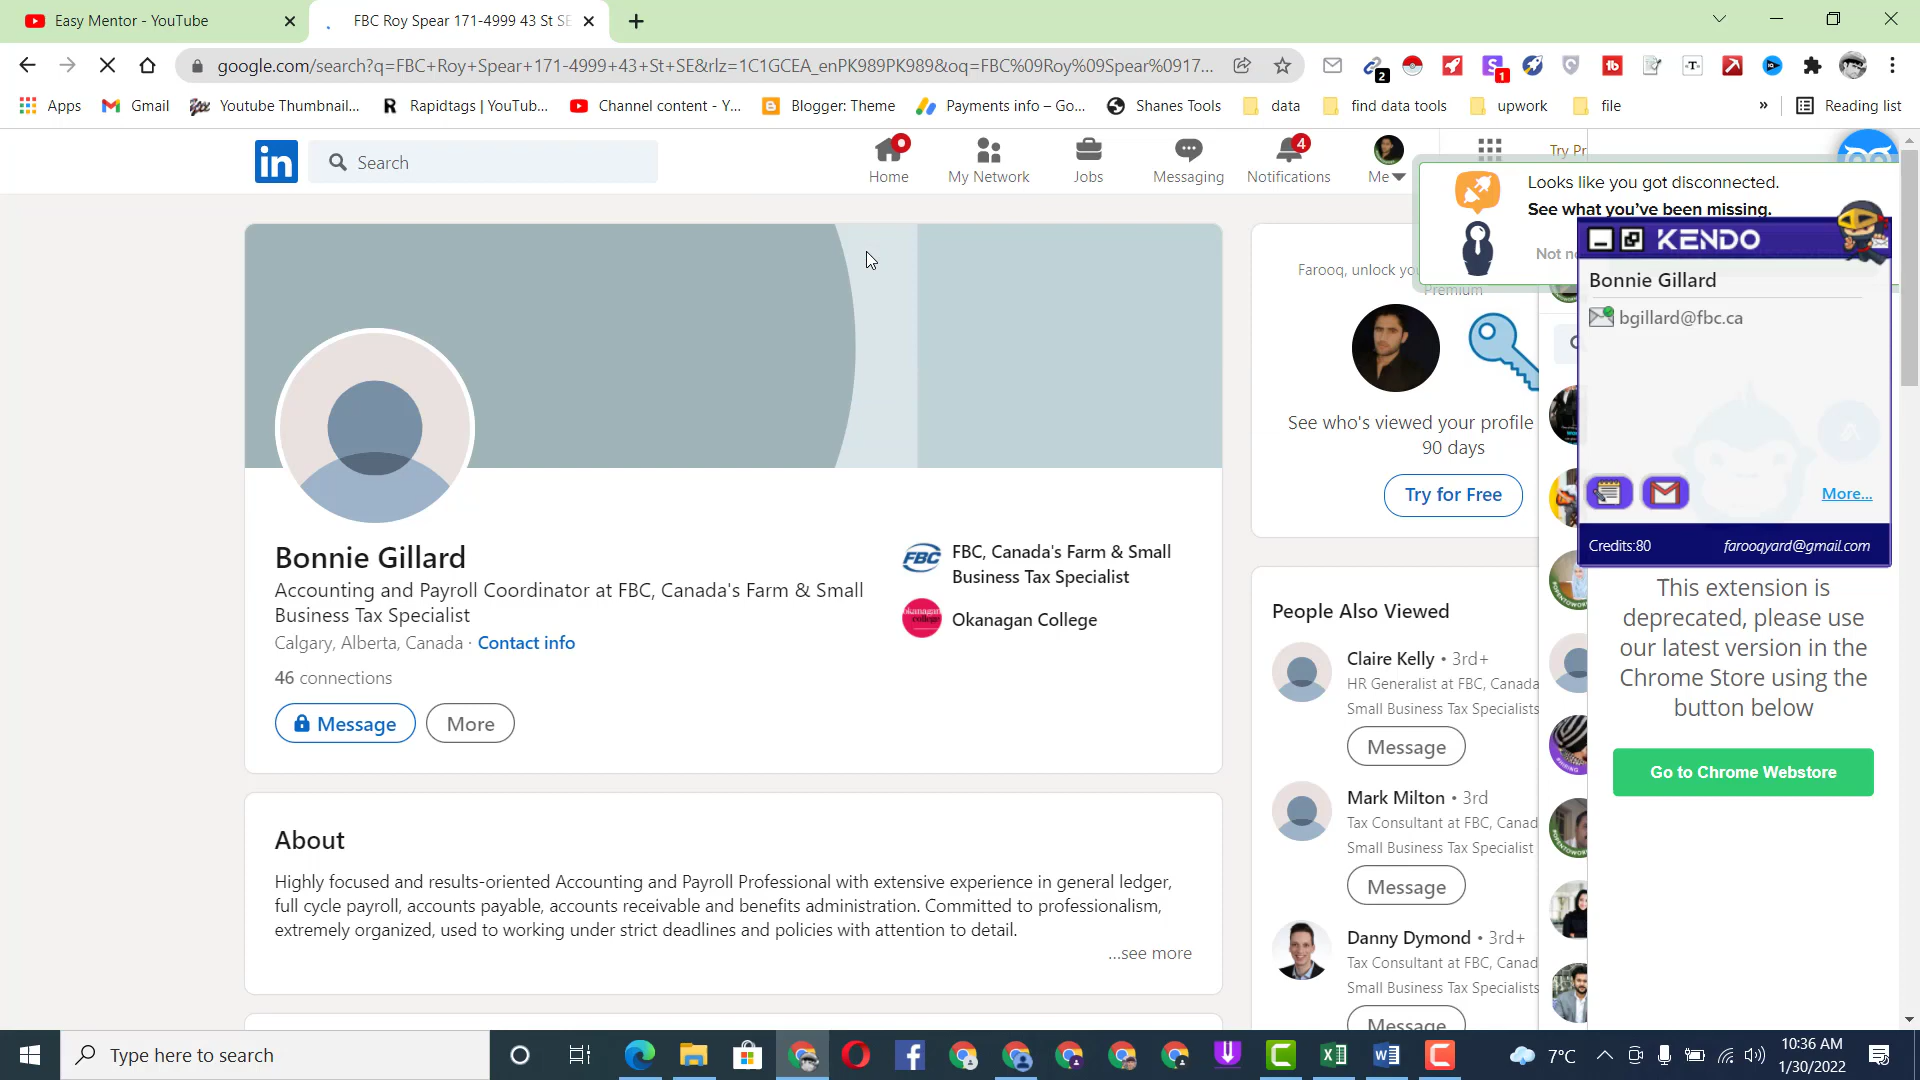 Easy Mentor - YouTube
FBC Roy Spear 171-4999 43 St SE
google.com/search?q=FBC+Roy+Spear+171-4999+43+St+SE&rlz=1C1GCEA_enPK989PK989&oq=FBC%09Roy%09Spear%0917...
2
1
Apps
Gmail
Youtube Thumbnail...
Rapidtags | YouTub...
Channel content - Y...
Blogger: Theme
Payments info – Go...
Shanes Tools
data
find data tools
upwork
file
»
Reading list
in
Search
Home
My Network
Jobs
Messaging
4
Notifications
Me
Try Pr
Looks like you got disconnected.
See what you've been missing.
Not n
KENDO
Bonnie Gillard
bgillard@fbc.ca
More...
Credits:80
farooqyard@gmail.com
Farooq, unlock yo
Premium
See who's viewed your profile
90 days
Try for Free
This extension is
deprecated, please use
our latest version in the
Chrome Store using the
button below
Go to Chrome Webstore
Bonnie Gillard
Accounting and Payroll Coordinator at FBC, Canada's Farm & Small
Business Tax Specialist
Calgary, Alberta, Canada · Contact info
46 connections
Message
More
FBC
FBC, Canada's Farm & Small
Business Tax Specialist
okanagan
college
Okanagan College
People Also Viewed
Claire Kelly • 3rd+
HR Generalist at FBC, Canada
Small Business Tax Specialists
Message
Mark Milton • 3rd
Tax Consultant at FBC, Canad
Small Business Tax Specialist
Message
Danny Dymond • 3rd+
Tax Consultant at FBC, Canad
Small Business Tax Specialists
Message
About
Highly focused and results-oriented Accounting and Payroll Professional with extensive experience in general ledger,
full cycle payroll, accounts payable, accounts receivable and benefits administration. Committed to professionalism,
extremely organized, used to working under strict deadlines and policies with attention to detail.
...see more
Type here to search
7°C
10:36 AM
1/30/2022